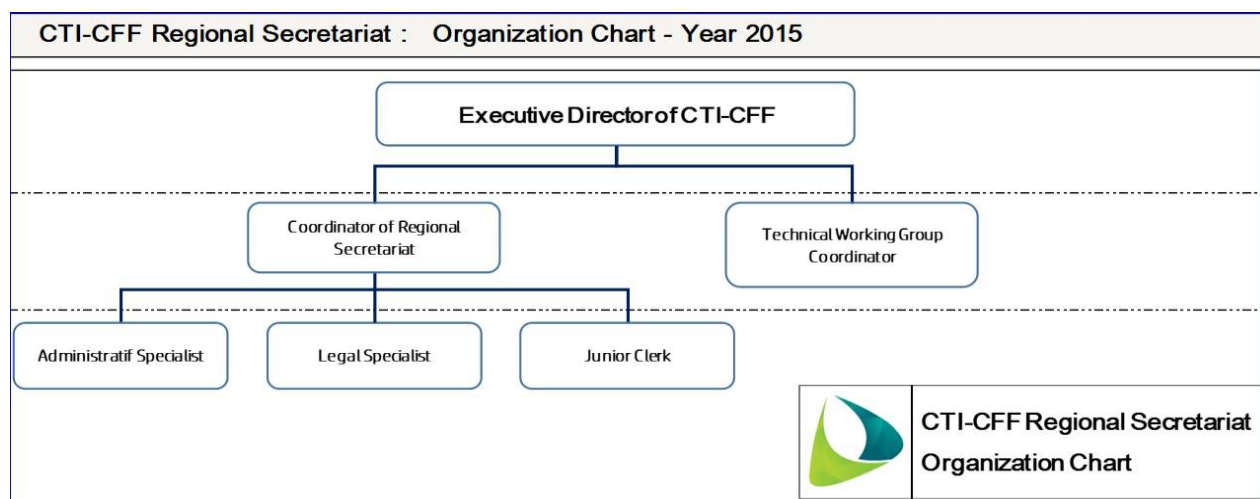 CTI-CFF Regional Secretariat : Organization Chart - Year 2015
Executive Director of CTI-CFF
Coordinator of Regional
Secretariat
Technical Working Group
Coordinator
Administratif Specialist
Legal Specialist
Junior Clerk
CTI-CFF Regional Secretariat
Organization Chart